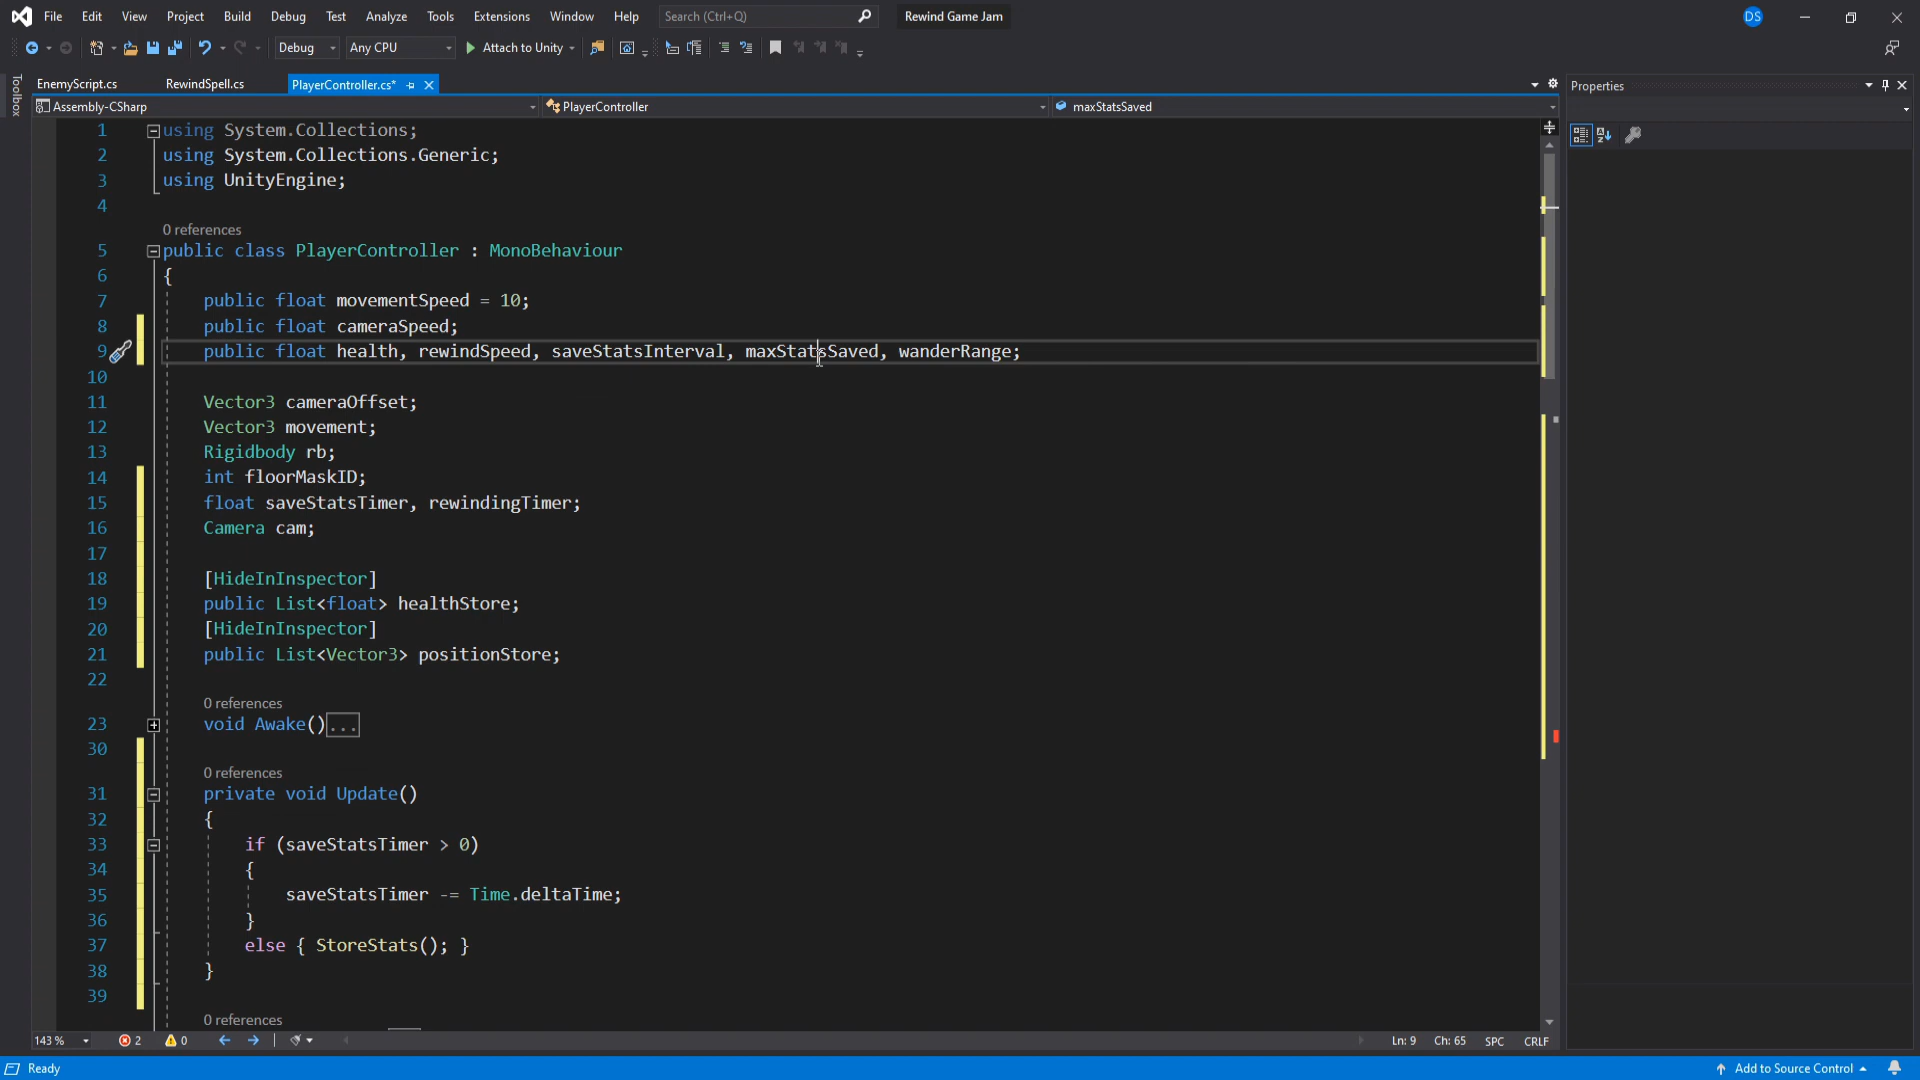 File Edit View Project Build Debug Test Analyze Tools Extensions Window Help Search (Ctrl+Q) Rewind Game Jam DS
Debug Any CPU Attach to Unity
EnemyScript.cs RewindSpell.cs PlayerController.cs* Properties
Toolbox
Assembly-CSharp PlayerController maxStatsSaved
1 using System.Collections;
2 using System.Collections.Generic;
3 using UnityEngine;
4
0 references
5 public class PlayerController : MonoBehaviour
6 {
7 public float movementSpeed = 10;
8 public float cameraSpeed;
9 public float health, rewindSpeed, saveStatsInterval, maxStatsSaved, wanderRange;
10
11 Vector3 cameraOffset;
12 Vector3 movement;
13 Rigidbody rb;
14 int floorMaskID;
15 float saveStatsTimer, rewindingTimer;
16 Camera cam;
17
18 [HideInInspector]
19 public List<float> healthStore;
20 [HideInInspector]
21 public List<Vector3> positionStore;
22
0 references
23 void Awake()...
30
0 references
31 private void Update()
32 {
33 if (saveStatsTimer > 0)
34 {
35 saveStatsTimer -= Time.deltaTime;
36 }
37 else { StoreStats(); }
38 }
39
0 references
143 % 2 0 Ln: 9 Ch: 65 SPC CRLF
Ready Add to Source Control